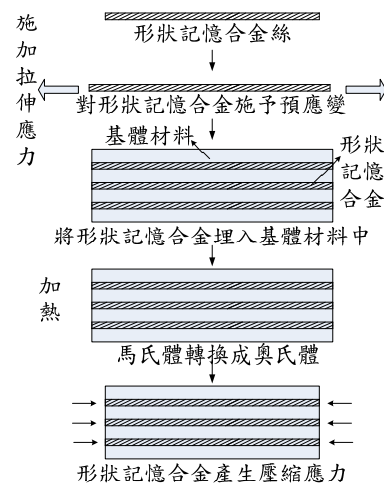 形狀記憶合金絲
施加拉伸應力
對形狀記憶合金施予預應變
基體材料
形狀記憶合金
將形狀記憶合金埋入基體材料中
加熱
馬氏體轉換成奧氏體
形狀記憶合金產生壓縮應力